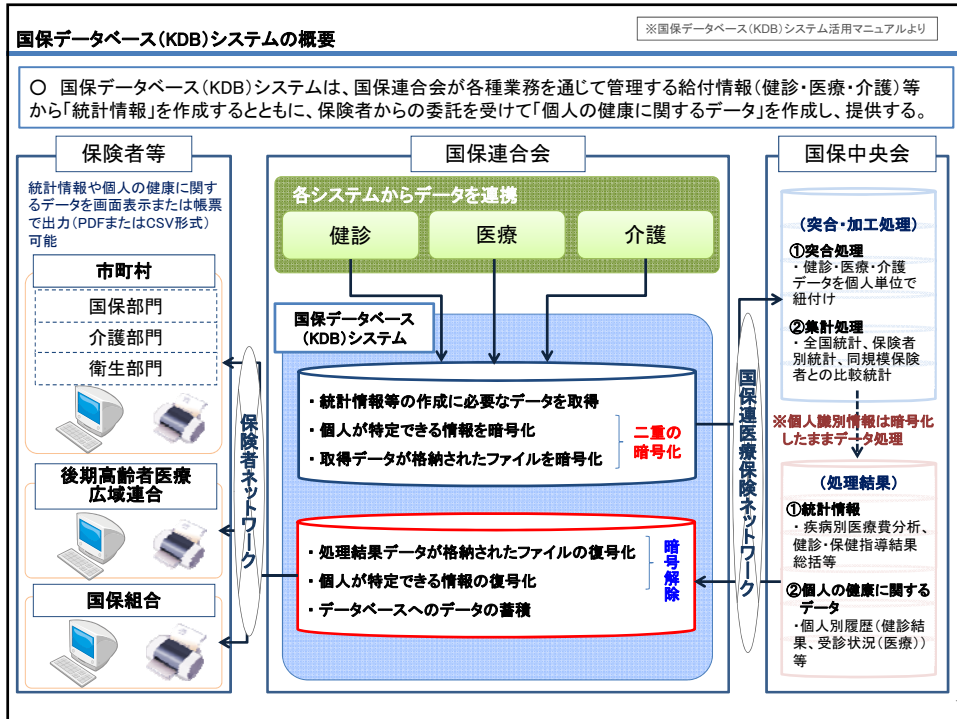 国保データベース(KDB)システムの概要
※国保データベース(KDB)システム活用マニュアルより
○ 国保データベース(KDB)システムは、国保連合会が各種業務を通じて管理する給付情報(健診・医療・介護)等
から「統計情報」を作成するとともに、保険者からの委託を受けて「個人の健康に関するデータ」を作成し、提供する。
保険者等
統計情報や個人の健康に関す
るデータを画面表示または帳票
で出力(PDFまたはCSV形式)
可能
市町村
国保部門
介護部門
衛生部門
後期高齢者医療
広域連合
国保組合
保険者ネットワーク
国保連合会
各システムからデータを連携
健診
医療
介護
国保データベース
(KDB)システム
・統計情報等の作成に必要なデータを取得
・個人が特定できる情報を暗号化
・取得データが格納されたファイルを暗号化
二重の
暗号化
・処理結果データが格納されたファイルの復号化
・個人が特定できる情報の復号化
・データベースへのデータの蓄積
暗号解除
国保連医療保険ネットワーク
国保中央会
(突合・加工処理)
①突合処理
・健診・医療・介護
データを個人単位で
紐付け
②集計処理
・全国統計、保険者
別統計、同規模保険
者との比較統計
※個人識別情報は暗号化
したままデータ処理
(処理結果)
①統計情報
・疾病別医療費分析、
健診・保健指導結果
総括等
②個人の健康に関する
データ
・個人別履歴(健診結
果、受診状況(医療))
等